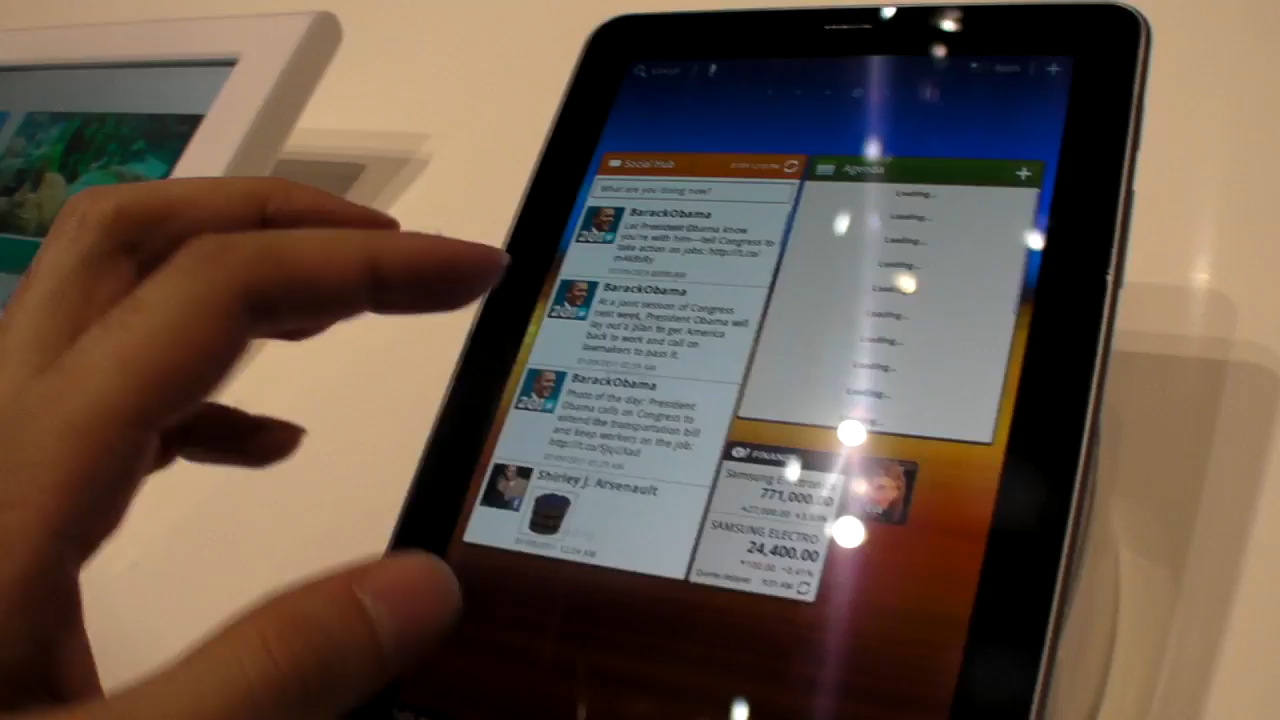 Google
Social Hub
What are you doing now?
BarackObama
Let President Obama know
you're with him—tell Congress to
take action on jobs: http://t.co/
BarackObama
At a joint session of Congress
next week, President Obama will
lay out a plan to get America
back to work and call on
lawmakers to pass it.
BarackObama
Photo of the day: President
Obama calls on Congress to
extend the transportation bill
and keep workers on the job:
Shirley J. Arsenault
12:24 AM
Agenda
Loading...
Loading...
Loading...
Loading...
Loading...
Loading...
Loading...
Loading...
Loading...
FINANCE
Samsung Electronics
771,000.00
SAMSUNG ELECTRO
24,400.00